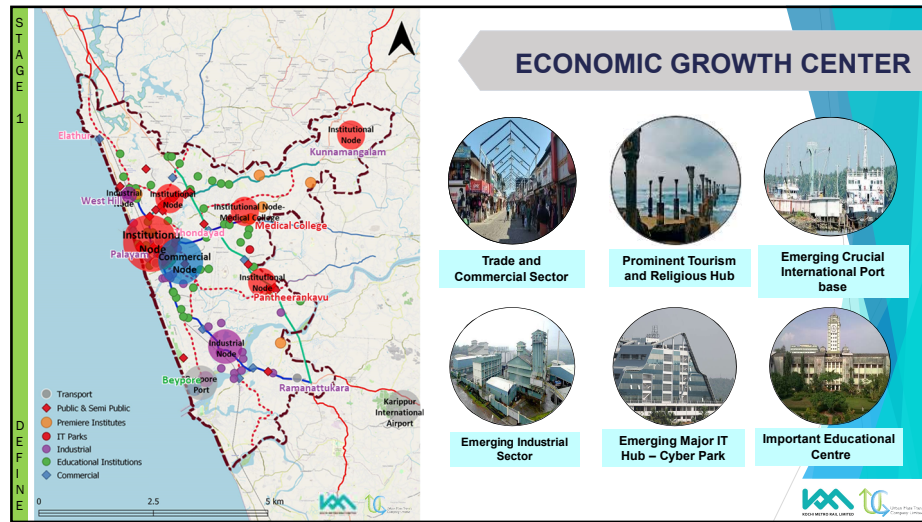 STAGE 1
DEFINE
ECONOMIC GROWTH CENTER
Elathur
Institutional
Node
Kunnamangalam
Industrial
Node
West Hill
Institutional
Node
Institutional Node-
Medical College
Medical College
Institutional
Node
Palayam
Commercial
Node
Institutional
Node
Pantheerankavu
Industrial
Node
Beypore
Port
Ramanattukara
Karippur
International
Airport
Transport
Public & Semi Public
Premiere Institutes
IT Parks
Industrial
Educational Institutions
Commercial
0 2.5 5 km
KOCHI METRO RAIL LIMITED
Trade and
Commercial Sector
Prominent Tourism
and Religious Hub
Emerging Crucial
International Port
base
Emerging Industrial
Sector
Emerging Major IT
Hub – Cyber Park
Important Educational
Centre
KOCHI METRO RAIL LIMITED